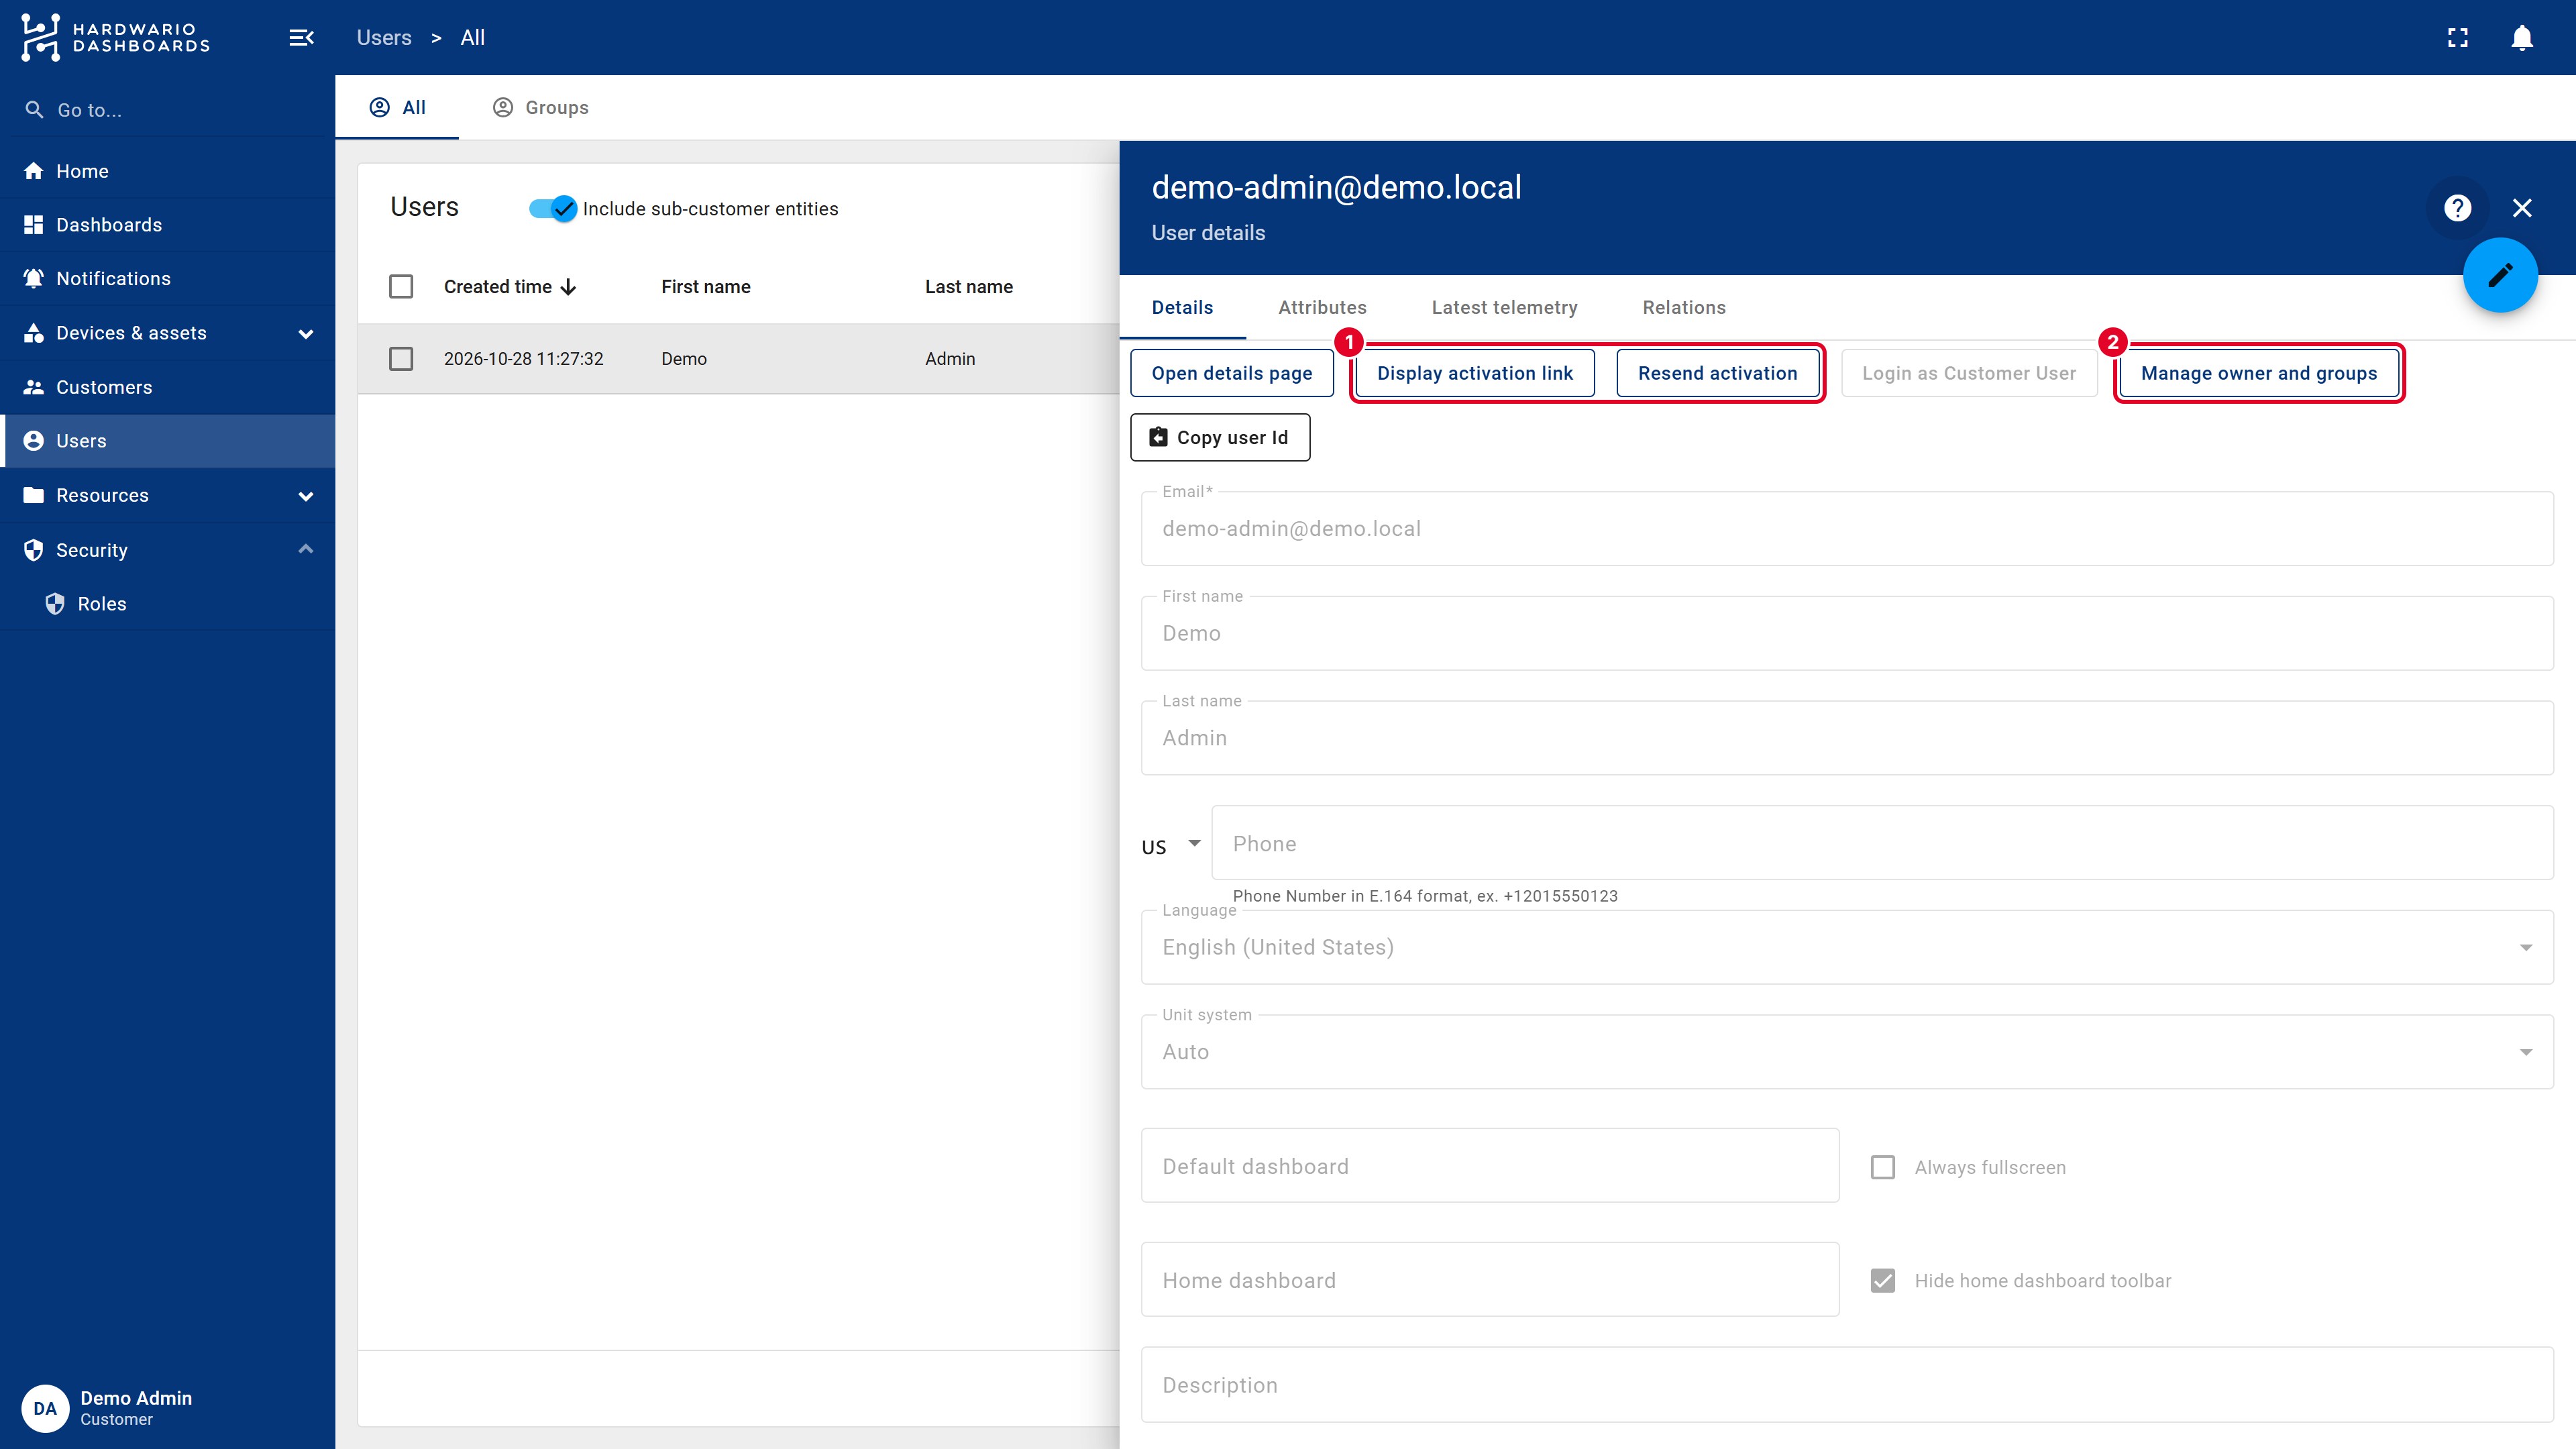 HARDWARIO
DASHBOARDS
Users > All
Go to...
Home
Dashboards
Notifications
Devices & assets
Customers
Users
Resources
Security
Roles
DA
Demo Admin
Customer
All
Groups
Users
Include sub-customer entities
Created time
First name
Last name
2026-10-28 11:27:32
Demo
Admin
demo-admin@demo.local
User details
?
Details
Attributes
Latest telemetry
Relations
1
2
Open details page
Display activation link
Resend activation
Login as Customer User
Manage owner and groups
Copy user Id
Email*
demo-admin@demo.local
First name
Demo
Last name
Admin
US
Phone
Phone Number in E.164 format, ex. +12015550123
Language
English (United States)
Unit system
Auto
Default dashboard
Always fullscreen
Home dashboard
Hide home dashboard toolbar
Description